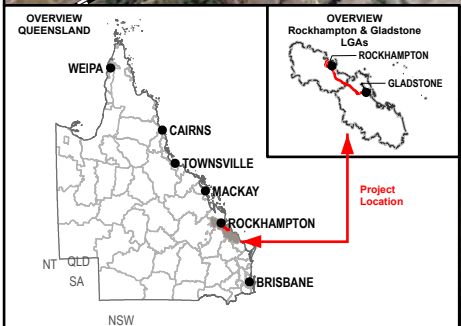 OVERVIEW
QUEENSLAND
WEIPA
CAIRNS
TOWNSVILLE
MACKAY
ROCKHAMPTON
BRISBANE
NT
QLD
SA
NSW
OVERVIEW
Rockhampton & Gladstone
LGAs
ROCKHAMPTON
GLADSTONE
Project
Location